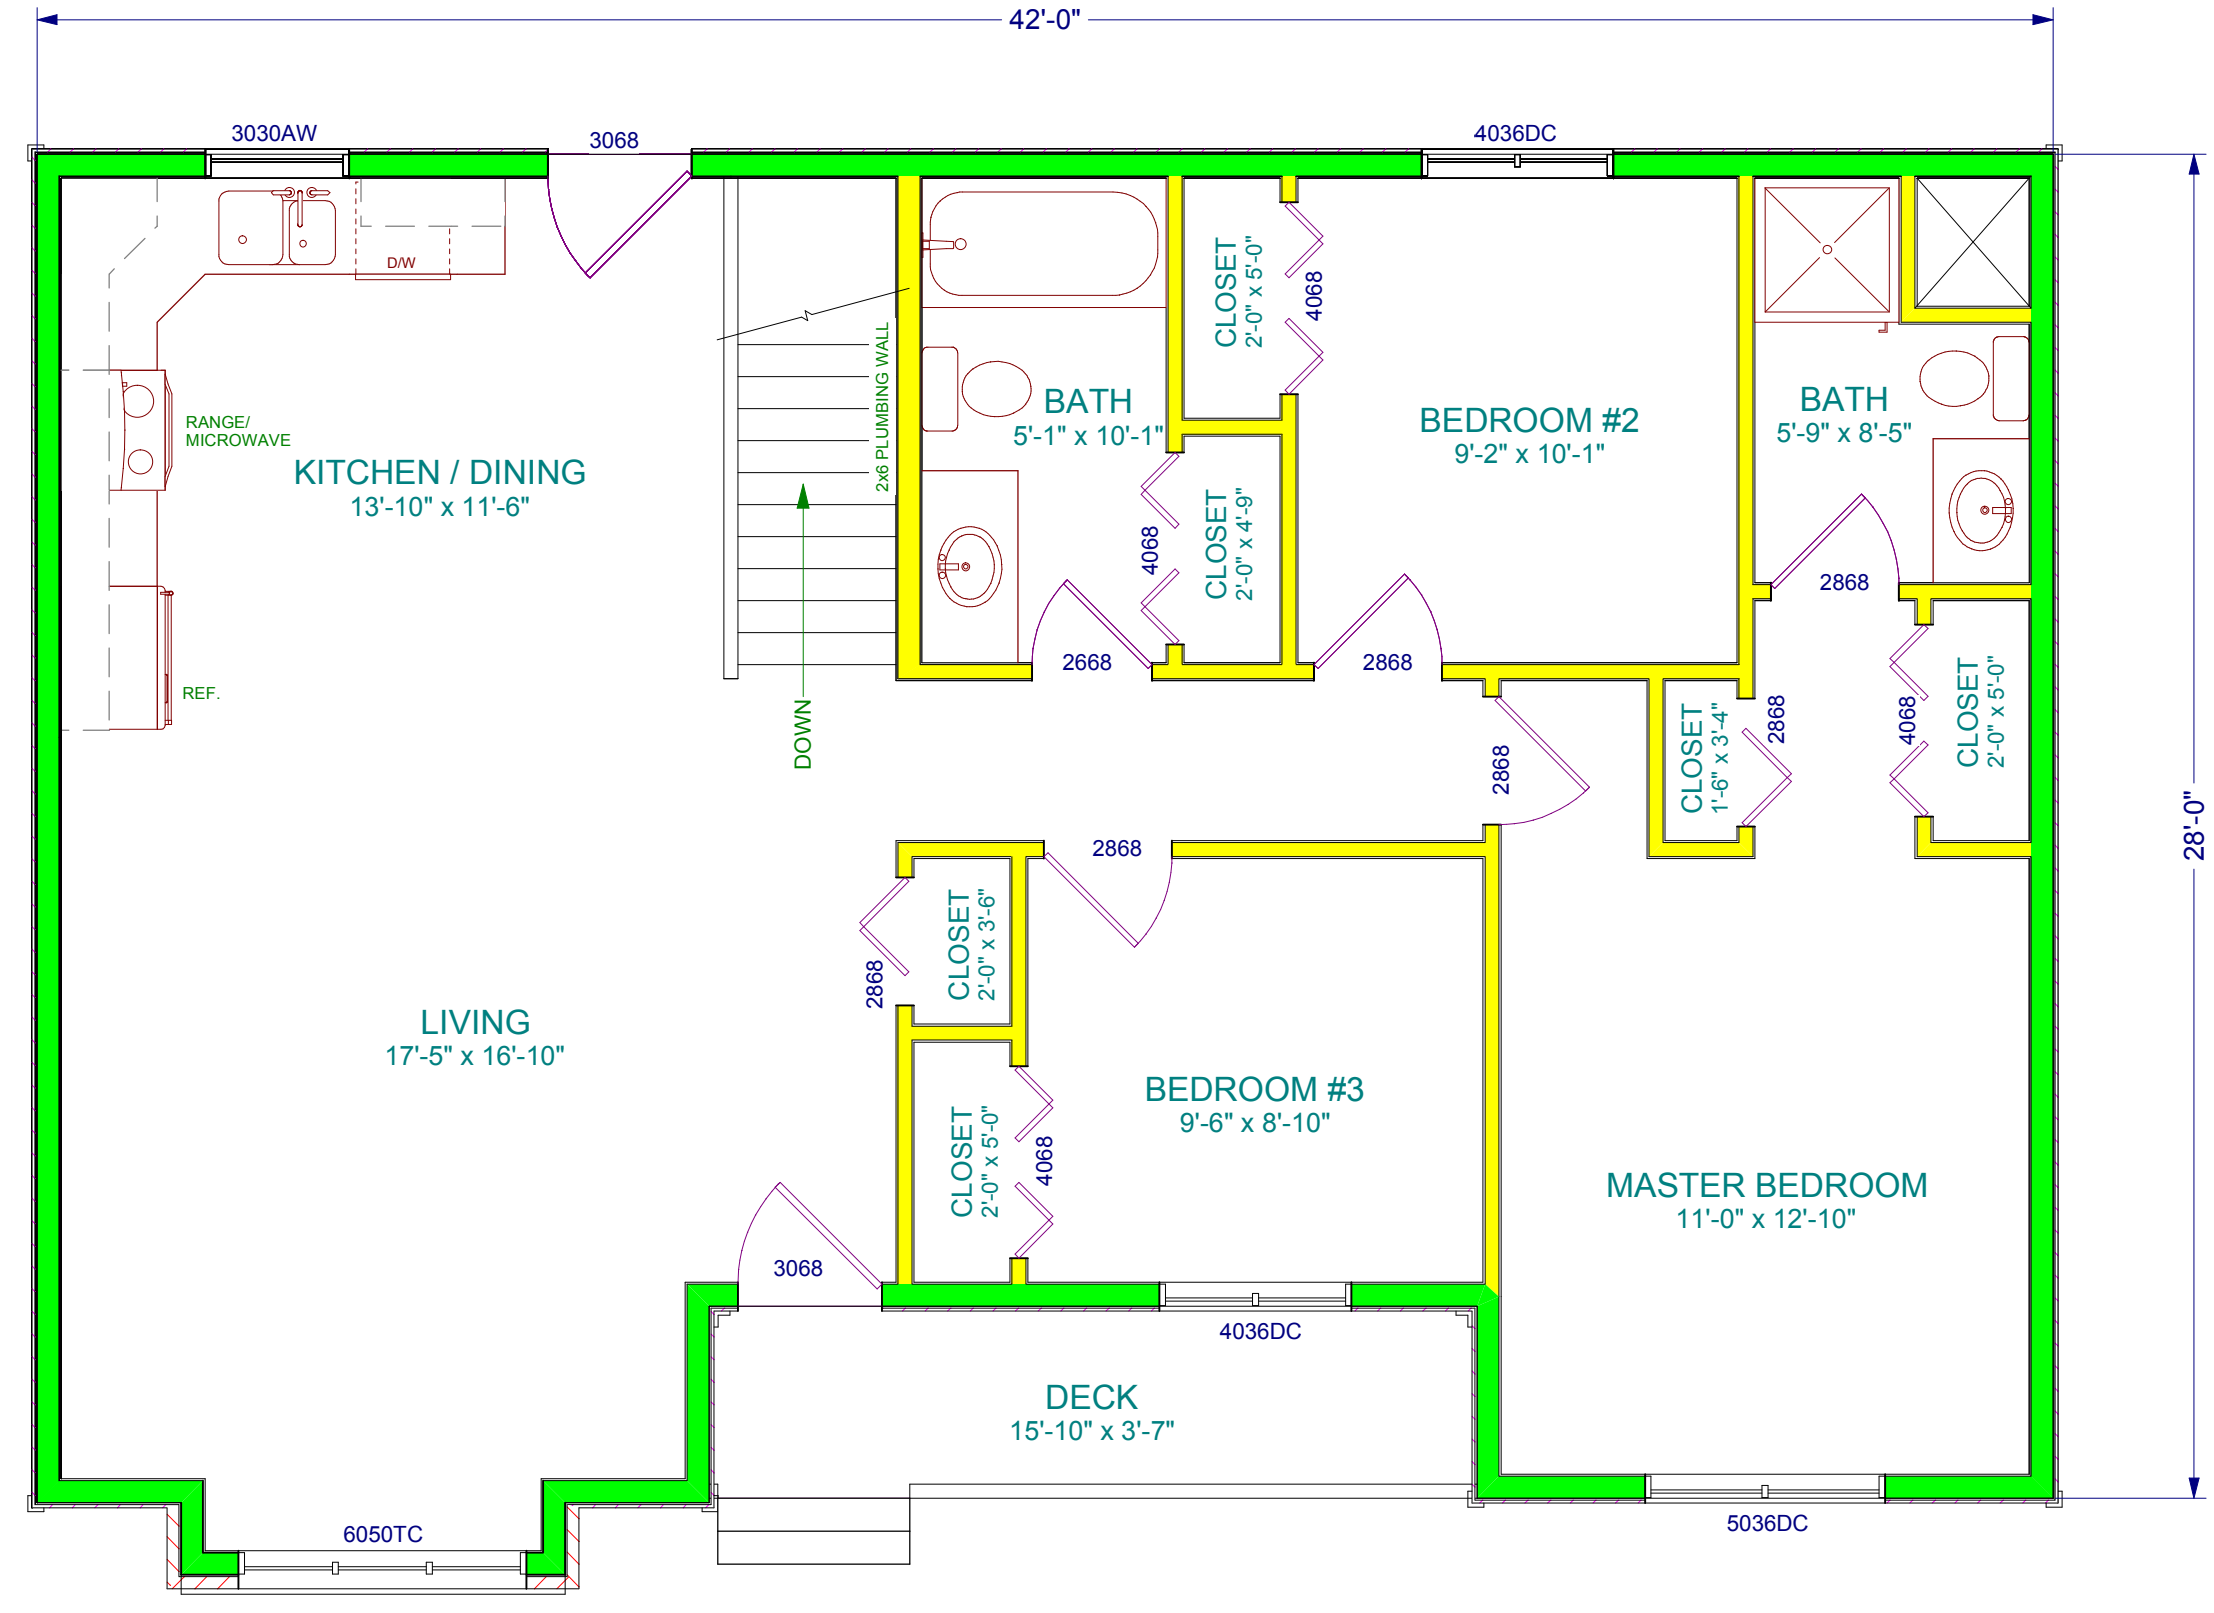 42'-0"
3030AW
3068
4036DC
D/W
CLOSET
2'-0" x 5'-0"
4068
2x6 PLUMBING WALL
BATH
5'-1" x 10'-1"
BEDROOM #2
9'-2" x 10'-1"
BATH
5'-9" x 8'-5"
RANGE/
MICROWAVE
KITCHEN / DINING
13'-10" x 11'-6"
4068
CLOSET
2'-0" x 4'-9"
2868
2668
2868
REF.
DOWN
2868
CLOSET
1'-6" x 3'-4"
2868
4068
CLOSET
2'-0" x 5'-0"
28'-0"
2868
2868
CLOSET
2'-0" x 3'-6"
LIVING
17'-5" x 16'-10"
BEDROOM #3
9'-6" x 8'-10"
CLOSET
2'-0" x 5'-0"
4068
MASTER BEDROOM
11'-0" x 12'-10"
3068
4036DC
DECK
15'-10" x 3'-7"
6050TC
5036DC